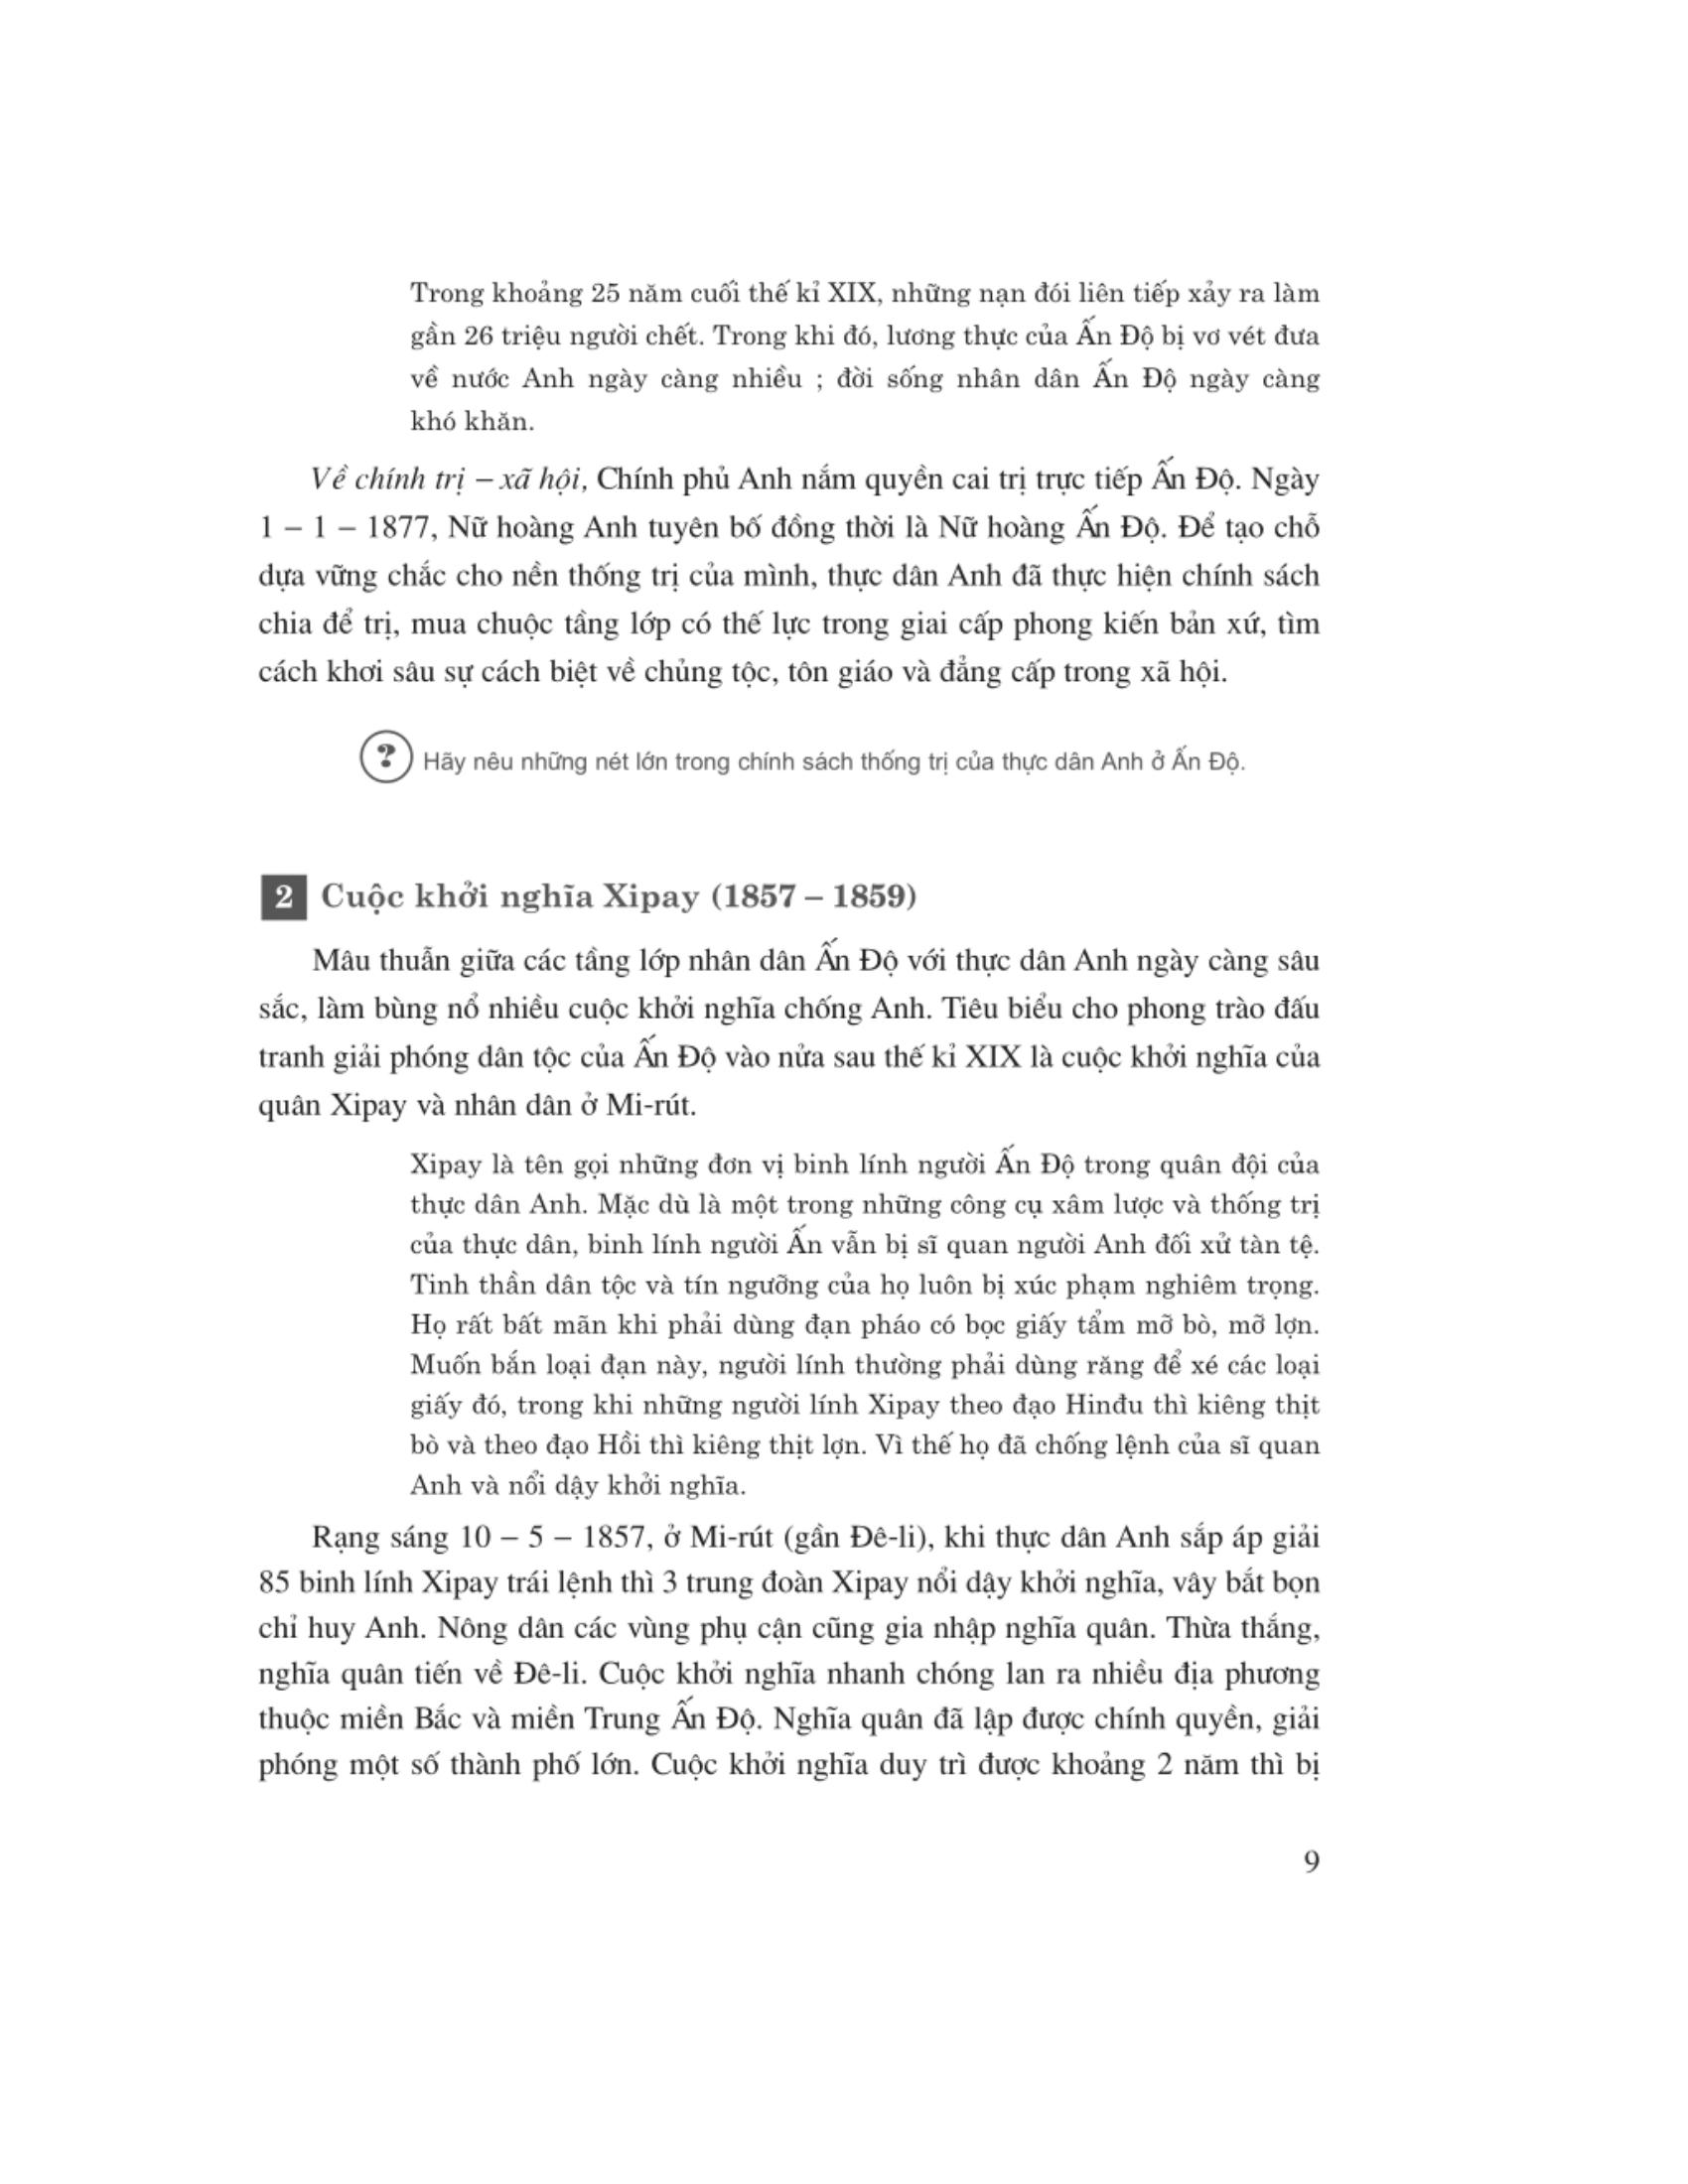 Trong khoảng 25 năm cuối thế kỉ XIX, những nạn đói liên tiếp xảy ra làm
gần 26 triệu người chết. Trong khi đó, lương thực của Ấn Độ bị vơ vét đưa
về nước Anh ngày càng nhiều ; đời sống nhân dân Ấn Độ ngày càng
khó khăn.
Về chính trị – xã hội, Chính phủ Anh nắm quyền cai trị trực tiếp Ấn Độ. Ngày
1 – 1 – 1877, Nữ hoàng Anh tuyên bố đồng thời là Nữ hoàng Ấn Độ. Để tạo chỗ
dựa vững chắc cho nền thống trị của mình, thực dân Anh đã thực hiện chính sách
chia để trị, mua chuộc tầng lớp có thế lực trong giai cấp phong kiến bản xứ, tìm
cách khơi sâu sự cách biệt về chủng tộc, tôn giáo và đẳng cấp trong xã hội.
? Hãy nêu những nét lớn trong chính sách thống trị của thực dân Anh ở Ấn Độ.
2 Cuộc khởi nghĩa Xipay (1857 – 1859)
Mâu thuẫn giữa các tầng lớp nhân dân Ấn Độ với thực dân Anh ngày càng sâu
sắc, làm bùng nổ nhiều cuộc khởi nghĩa chống Anh. Tiêu biểu cho phong trào đấu
tranh giải phóng dân tộc của Ấn Độ vào nửa sau thế kỉ XIX là cuộc khởi nghĩa của
quân Xipay và nhân dân ở Mi-rút.
Xipay là tên gọi những đơn vị binh lính người Ấn Độ trong quân đội của
thực dân Anh. Mặc dù là một trong những công cụ xâm lược và thống trị
của thực dân, binh lính người Ấn vẫn bị sĩ quan người Anh đối xử tàn tệ.
Tinh thần dân tộc và tín ngưỡng của họ luôn bị xúc phạm nghiêm trọng.
Họ rất bất mãn khi phải dùng đạn pháo có bọc giấy tẩm mỡ bò, mỡ lợn.
Muốn bắn loại đạn này, người lính thường phải dùng răng để xé các loại
giấy đó, trong khi những người lính Xipay theo đạo Hinđu thì kiêng thịt
bò và theo đạo Hồi thì kiêng thịt lợn. Vì thế họ đã chống lệnh của sĩ quan
Anh và nổi dậy khởi nghĩa.
Rạng sáng 10 – 5 – 1857, ở Mi-rút (gần Đê-li), khi thực dân Anh sắp áp giải
85 binh lính Xipay trái lệnh thì 3 trung đoàn Xipay nổi dậy khởi nghĩa, vây bắt bọn
chỉ huy Anh. Nông dân các vùng phụ cận cũng gia nhập nghĩa quân. Thừa thắng,
nghĩa quân tiến về Đê-li. Cuộc khởi nghĩa nhanh chóng lan ra nhiều địa phương
thuộc miền Bắc và miền Trung Ấn Độ. Nghĩa quân đã lập được chính quyền, giải
phóng một số thành phố lớn. Cuộc khởi nghĩa duy trì được khoảng 2 năm thì bị
9